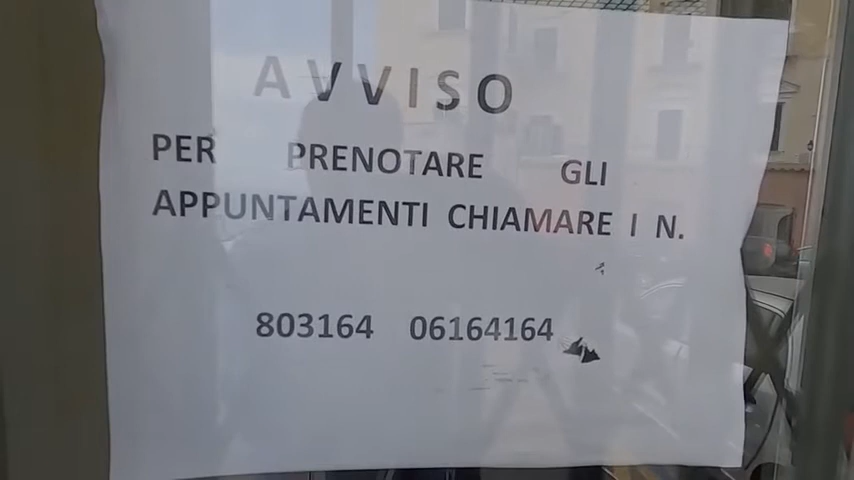 AVVISO
PER PRENOTARE GLI
APPUNTAMENTI CHIAMARE I N.
803164 06164164